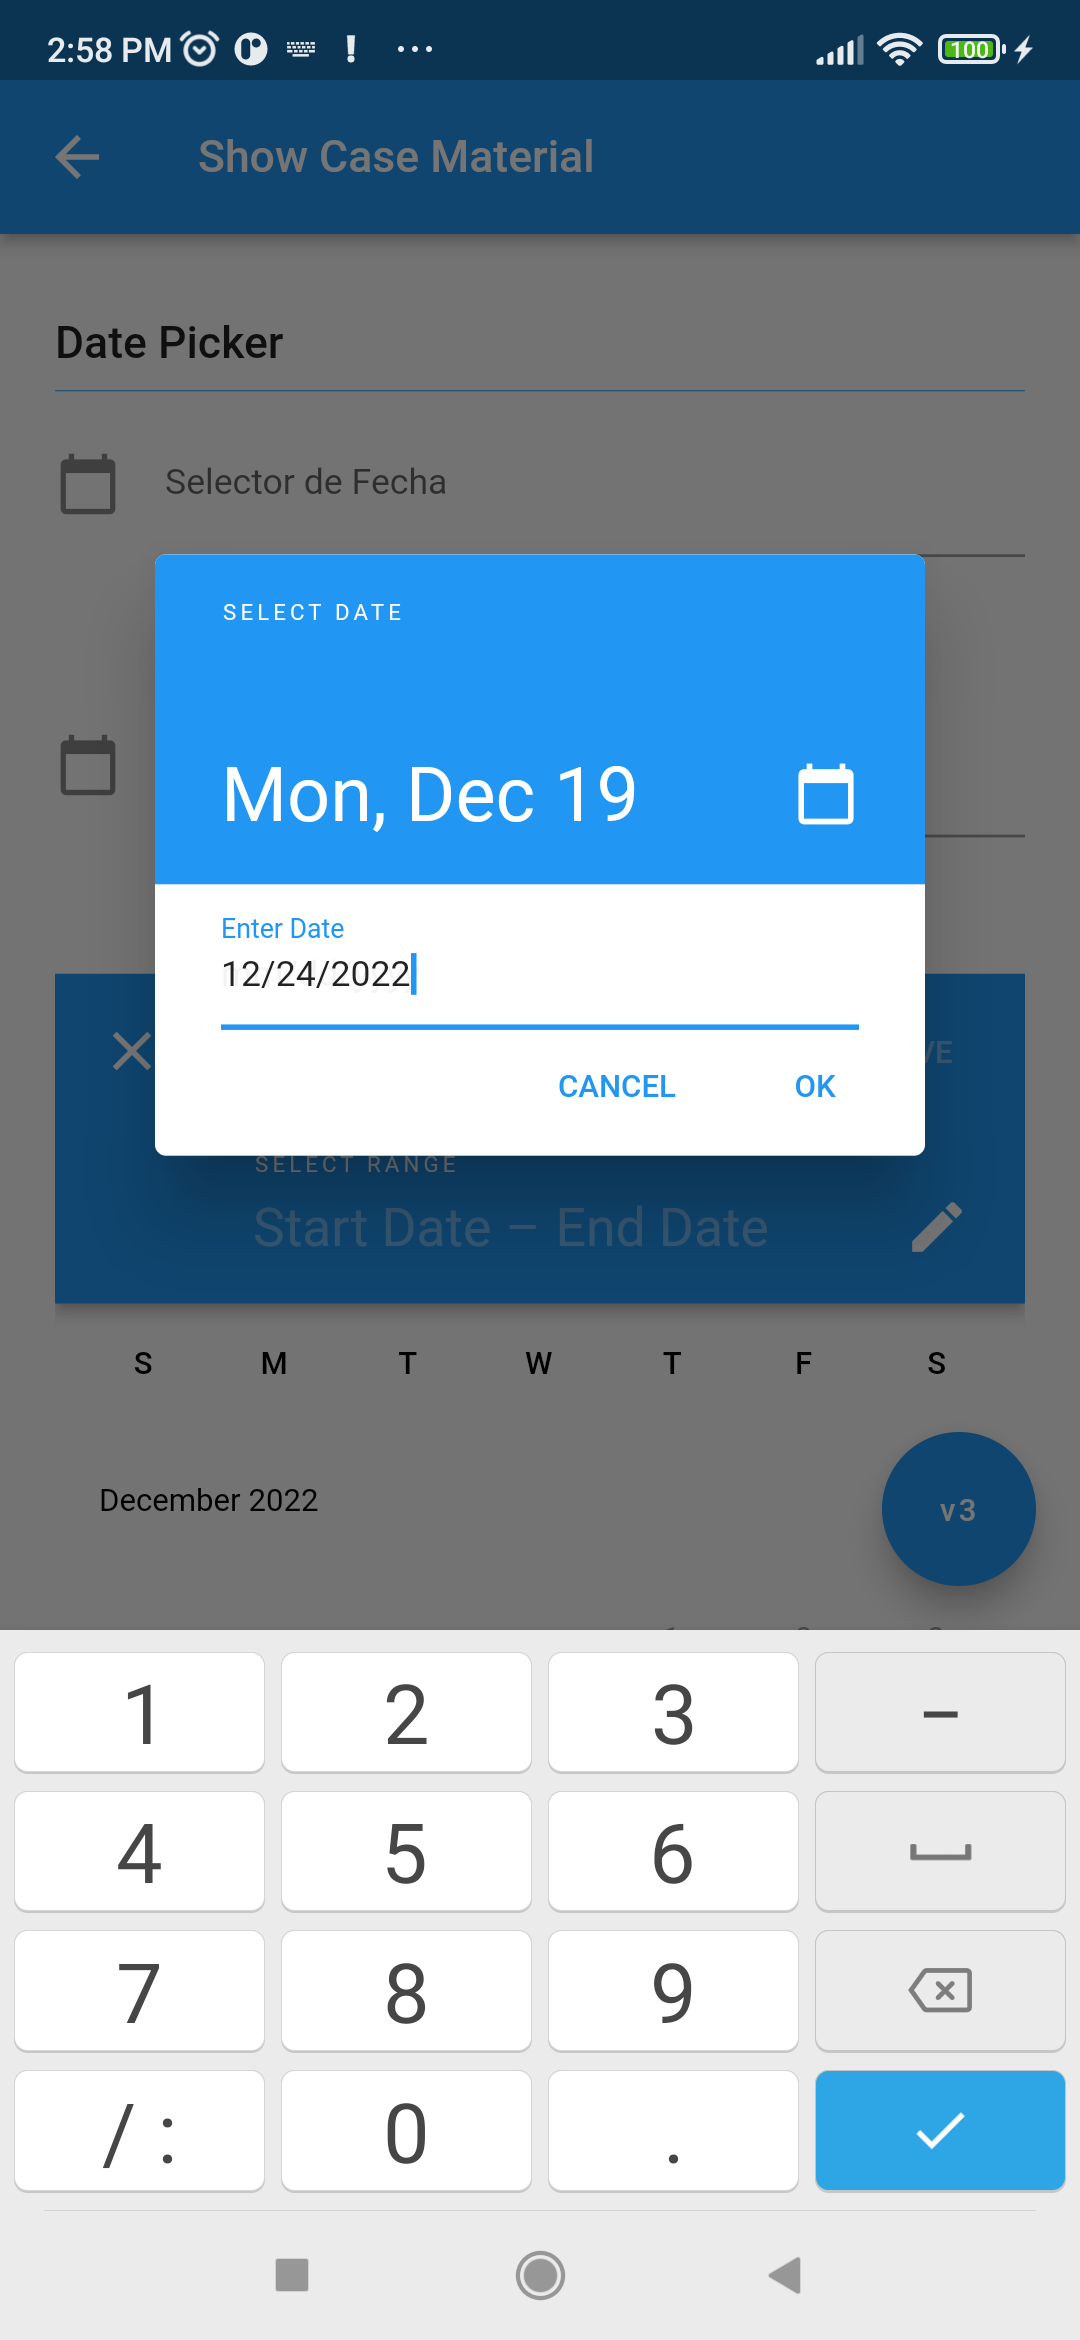 2:58 PM
100
Show Case Material
Date Picker
Selector de Fecha
SELECT DATE
Mon, Dec 19
Enter Date
12/24/2022
CANCEL OK
SELECT RANGE
Start Date – End Date
S M T W T F S
December 2022
v3
1 2 3 –
4 5 6
7 8 9
/ : 0 .